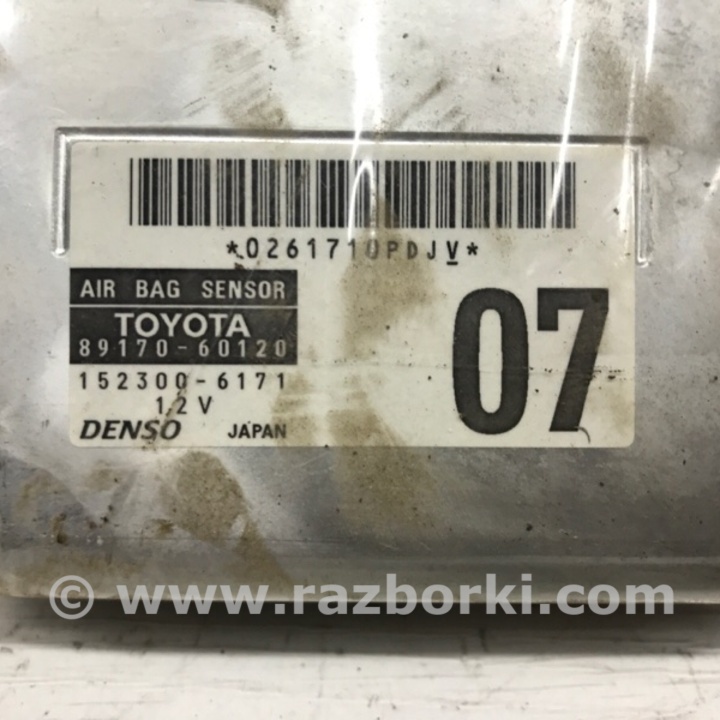 *0261710PDJV*
AIR BAG SENSOR
TOYOTA
89170-60120
152300-6171
12V
DENSO JAPAN
07
© www.razborki.com